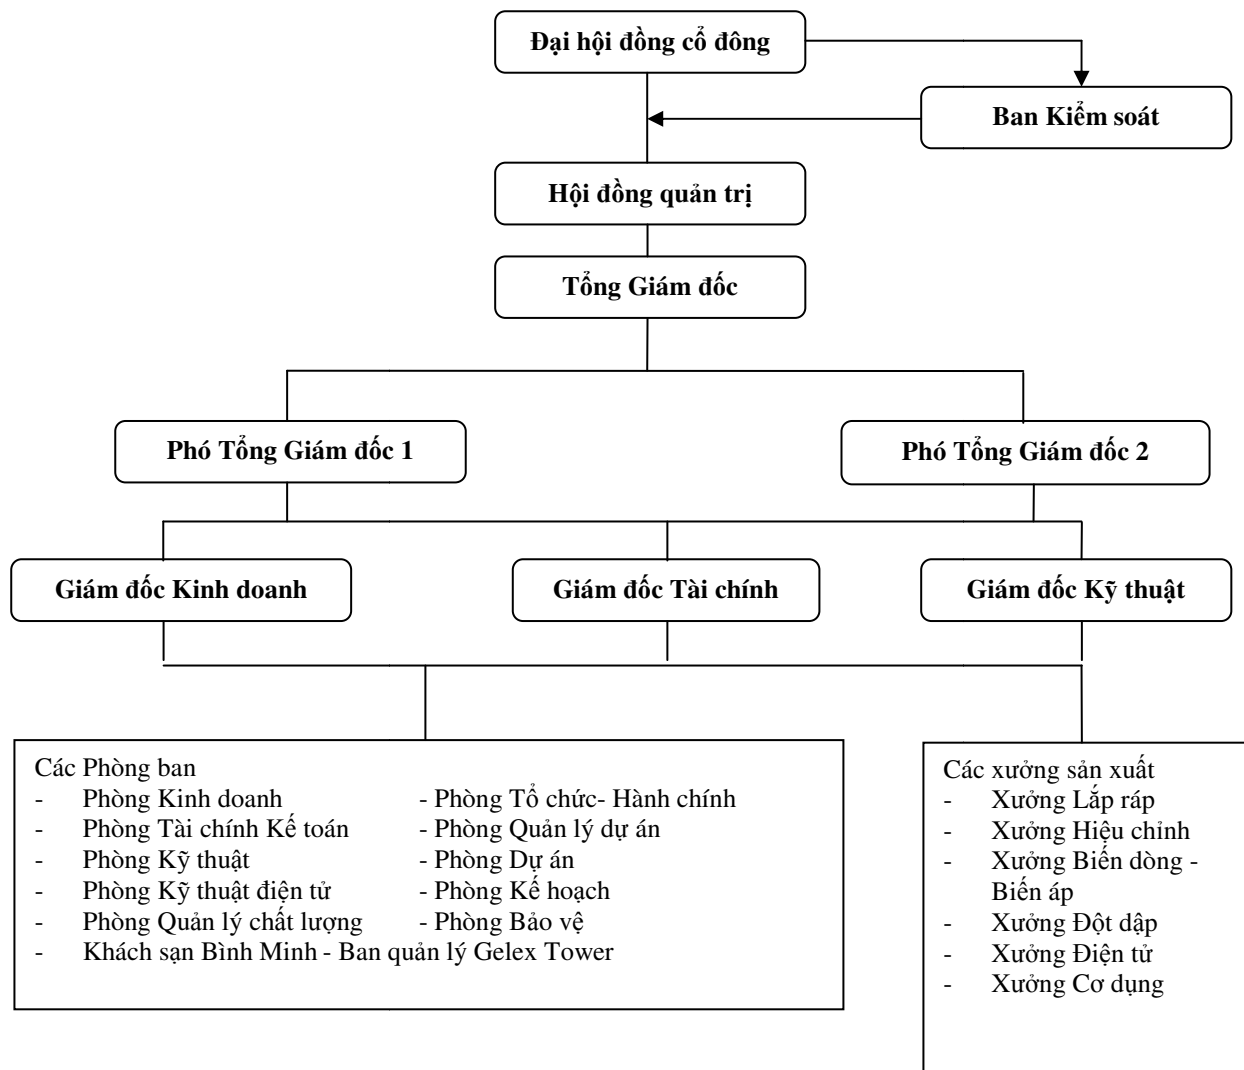 Đại hội đồng cổ đông
Ban Kiểm soát
Hội đồng quản trị
Tổng Giám đốc
Phó Tổng Giám đốc 1
Phó Tổng Giám đốc 2
Giám đốc Kinh doanh
Giám đốc Tài chính
Giám đốc Kỹ thuật
Các Phòng ban
- Phòng Kinh doanh - Phòng Tổ chức- Hành chính
- Phòng Tài chính Kế toán - Phòng Quản lý dự án
- Phòng Kỹ thuật - Phòng Dự án
- Phòng Kỹ thuật điện tử - Phòng Kế hoạch
- Phòng Quản lý chất lượng - Phòng Bảo vệ
- Khách sạn Bình Minh - Ban quản lý Gelex Tower
Các xưởng sản xuất
- Xưởng Lắp ráp
- Xưởng Hiệu chỉnh
- Xưởng Biến dòng -
Biến áp
- Xưởng Đột dập
- Xưởng Điện tử
- Xưởng Cơ dụng